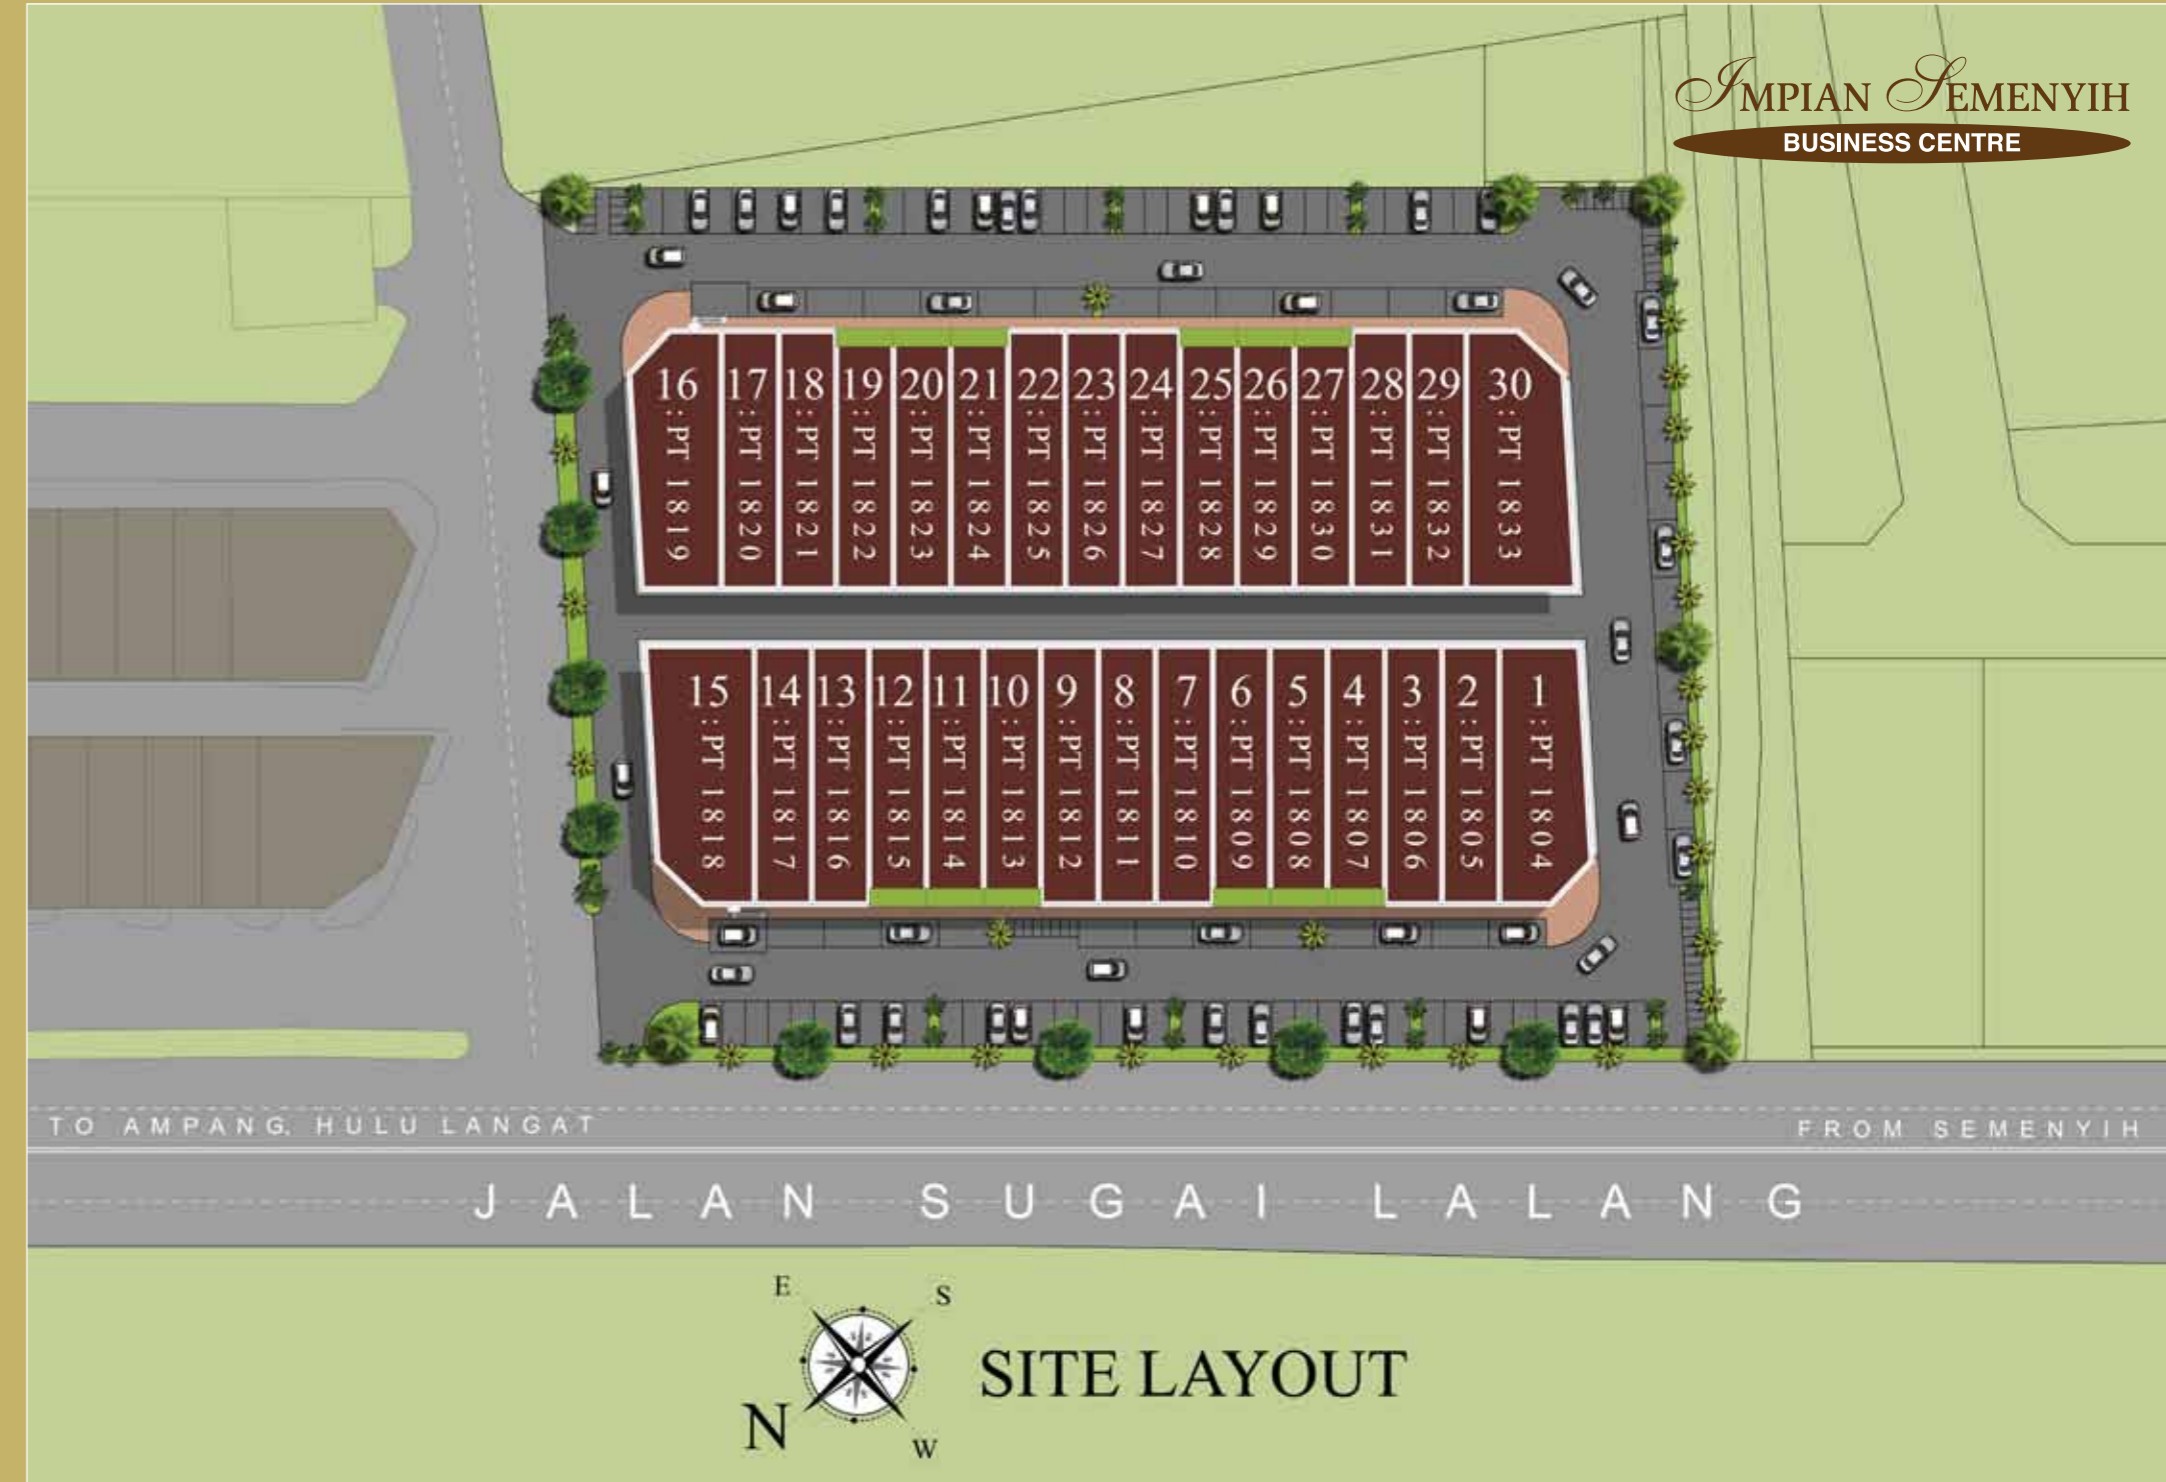 IMPIAN SEMENYIH
BUSINESS CENTRE
16 : PT 1819
17 : PT 1820
18 : PT 1821
19 : PT 1822
20 : PT 1823
21 : PT 1824
22 : PT 1825
23 : PT 1826
24 : PT 1827
25 : PT 1828
26 : PT 1829
27 : PT 1830
28 : PT 1831
29 : PT 1832
30 : PT 1833
15 : PT 1818
14 : PT 1817
13 : PT 1816
12 : PT 1815
11 : PT 1814
10 : PT 1813
9 : PT 1812
8 : PT 1811
7 : PT 1810
6 : PT 1809
5 : PT 1808
4 : PT 1807
3 : PT 1806
2 : PT 1805
1 : PT 1804
TO AMPANG, HULU LANGAT
FROM SEMENYIH
JALAN SUGAI LALANG
E
S
N
W
SITE LAYOUT